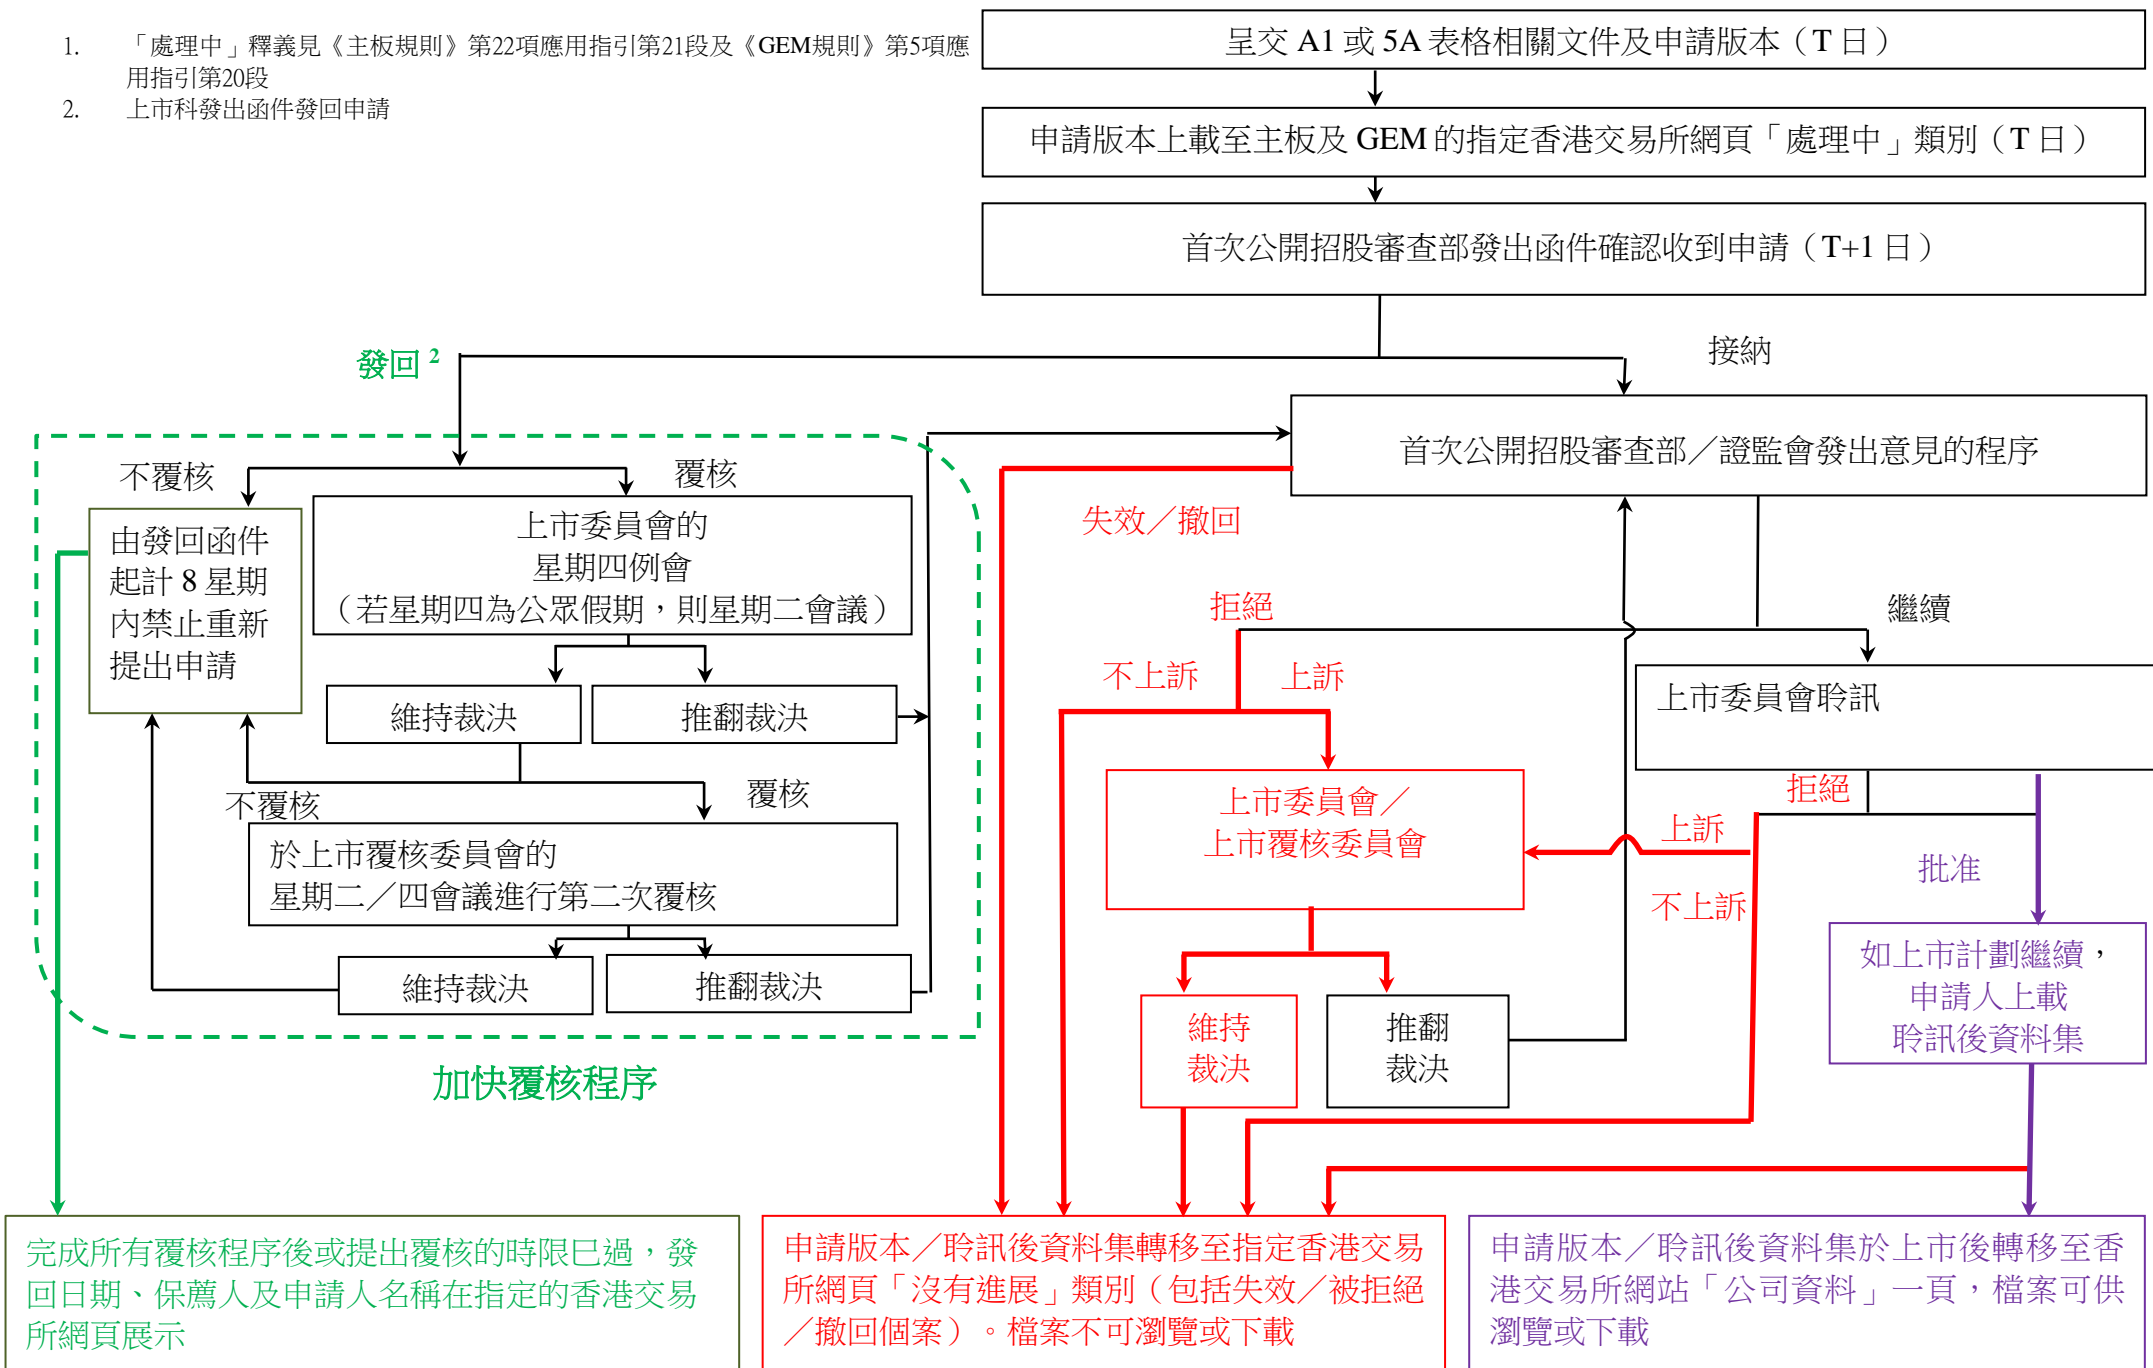 1. 「處理中」釋義見《主板規則》第22項應用指引第21段及《GEM規則》第5項應
用指引第20段
2. 上市科發出函件發回申請
呈交 A1 或 5A 表格相關文件及申請版本（T 日）
申請版本上載至主板及 GEM 的指定香港交易所網頁「處理中」類別（T 日）
首次公開招股審查部發出函件確認收到申請（T+1 日）
發回 2
接納
首次公開招股審查部／證監會發出意見的程序
不覆核
覆核
由發回函件
起計 8 星期
內禁止重新
提出申請
上市委員會的
星期四例會
（若星期四為公眾假期，則星期二會議）
維持裁決
推翻裁決
不覆核
覆核
於上市覆核委員會的
星期二／四會議進行第二次覆核
維持裁決
推翻裁決
加快覆核程序
失效／撤回
拒絕
繼續
不上訴
上訴
上市委員會聆訊
上市委員會／
上市覆核委員會
拒絕
上訴
不上訴
批准
維持
裁決
推翻
裁決
如上市計劃繼續，
申請人上載
聆訊後資料集
完成所有覆核程序後或提出覆核的時限巳過，發
回日期、保薦人及申請人名稱在指定的香港交易
所網頁展示
申請版本／聆訊後資料集轉移至指定香港交易
所網頁「沒有進展」類別（包括失效／被拒絕
／撤回個案）。檔案不可瀏覽或下載
申請版本／聆訊後資料集於上市後轉移至香
港交易所網站「公司資料」一頁，檔案可供
瀏覽或下載